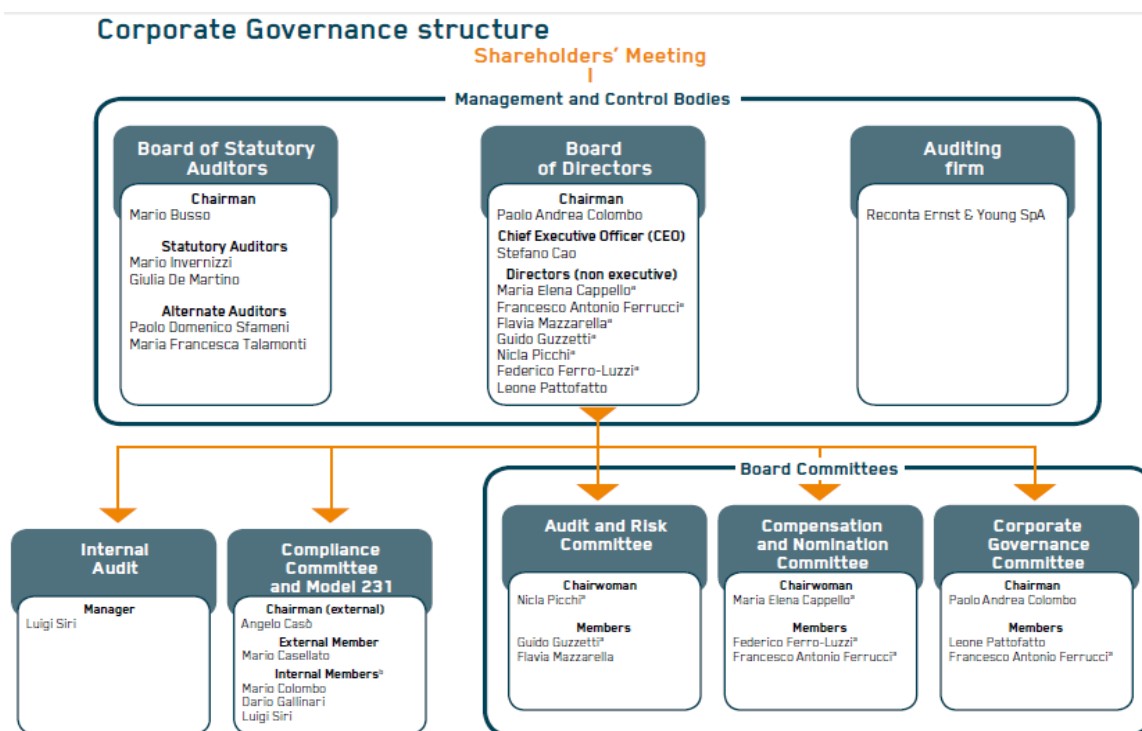 Corporate Governance structure
Shareholders' Meeting
Management and Control Bodies
Board of Statutory
Auditors
Chairman
Mario Busso
Statutory Auditors
Mario Invernizzi
Giulia De Martino
Alternate Auditors
Paolo Domenico Sfameni
Maria Francesca Talamonti
Board
of Directors
Chairman
Paolo Andrea Colombo
Chief Executive Officer (CEO)
Stefano Cao
Directors (non executive)
Maria Elena Cappelloª
Francesco Antonio Ferrucciª
Flavia Mazzarellaª
Guido Guzzettiª
Nicla Picchiª
Federico Ferro-Luzziª
Leone Pattofatto
Auditing
firm
Reconta Ernst & Young SpA
Internal
Audit
Manager
Luigi Siri
Compliance
Committee
and Model 231
Chairman (external)
Angelo Casò
External Member
Mario Casellato
Internal Membersᵇ
Mario Colombo
Dario Gallinari
Luigi Siri
Board Committees
Audit and Risk
Committee
Chairwoman
Nicla Picchiª
Members
Guido Guzzettiª
Flavia Mazzarella
Compensation
and Nomination
Committee
Chairwoman
Maria Elena Cappelloª
Members
Federico Ferro-Luzziª
Francesco Antonio Ferrucciª
Corporate
Governance
Committee
Chairman
Paolo Andrea Colombo
Members
Leone Pattofatto
Francesco Antonio Ferrucciª